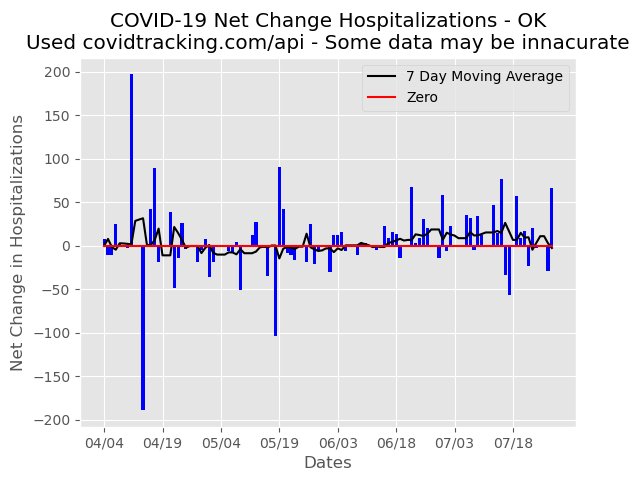 COVID-19 Net Change Hospitalizations - OK
Used covidtracking.com/api - Some data may be innacurate
7 Day Moving Average
Zero
Net Change in Hospitalizations
200
150
100
50
0
−50
−100
−150
−200
04/04 04/19 05/04 05/19 06/03 06/18 07/03 07/18
Dates